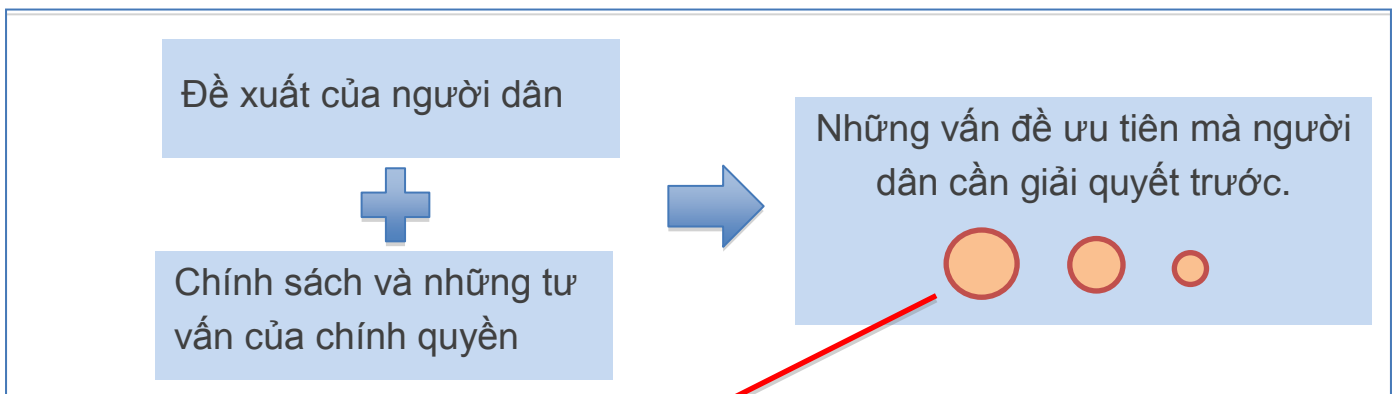 Đề xuất của người dân
Chính sách và những tư
vấn của chính quyền
Những vấn đề ưu tiên mà người
dân cần giải quyết trước.